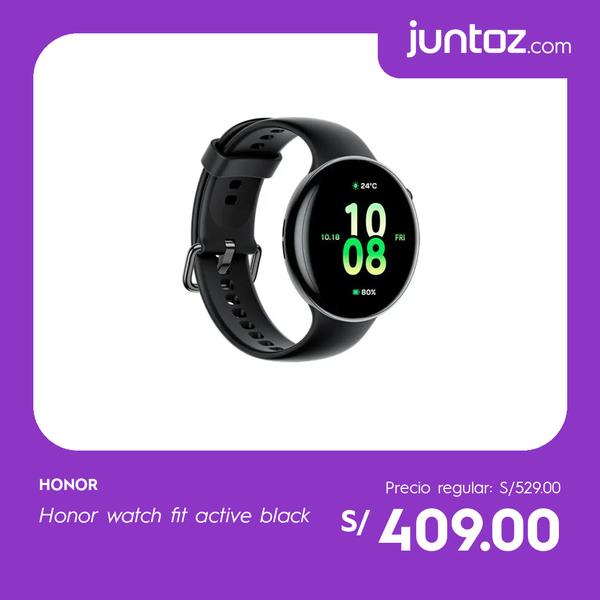 juntoz.com
24°C
10
10.18 FRI
08
80%
HONOR
Honor watch fit active black
Precio regular: S/529.00
S/ 409.00